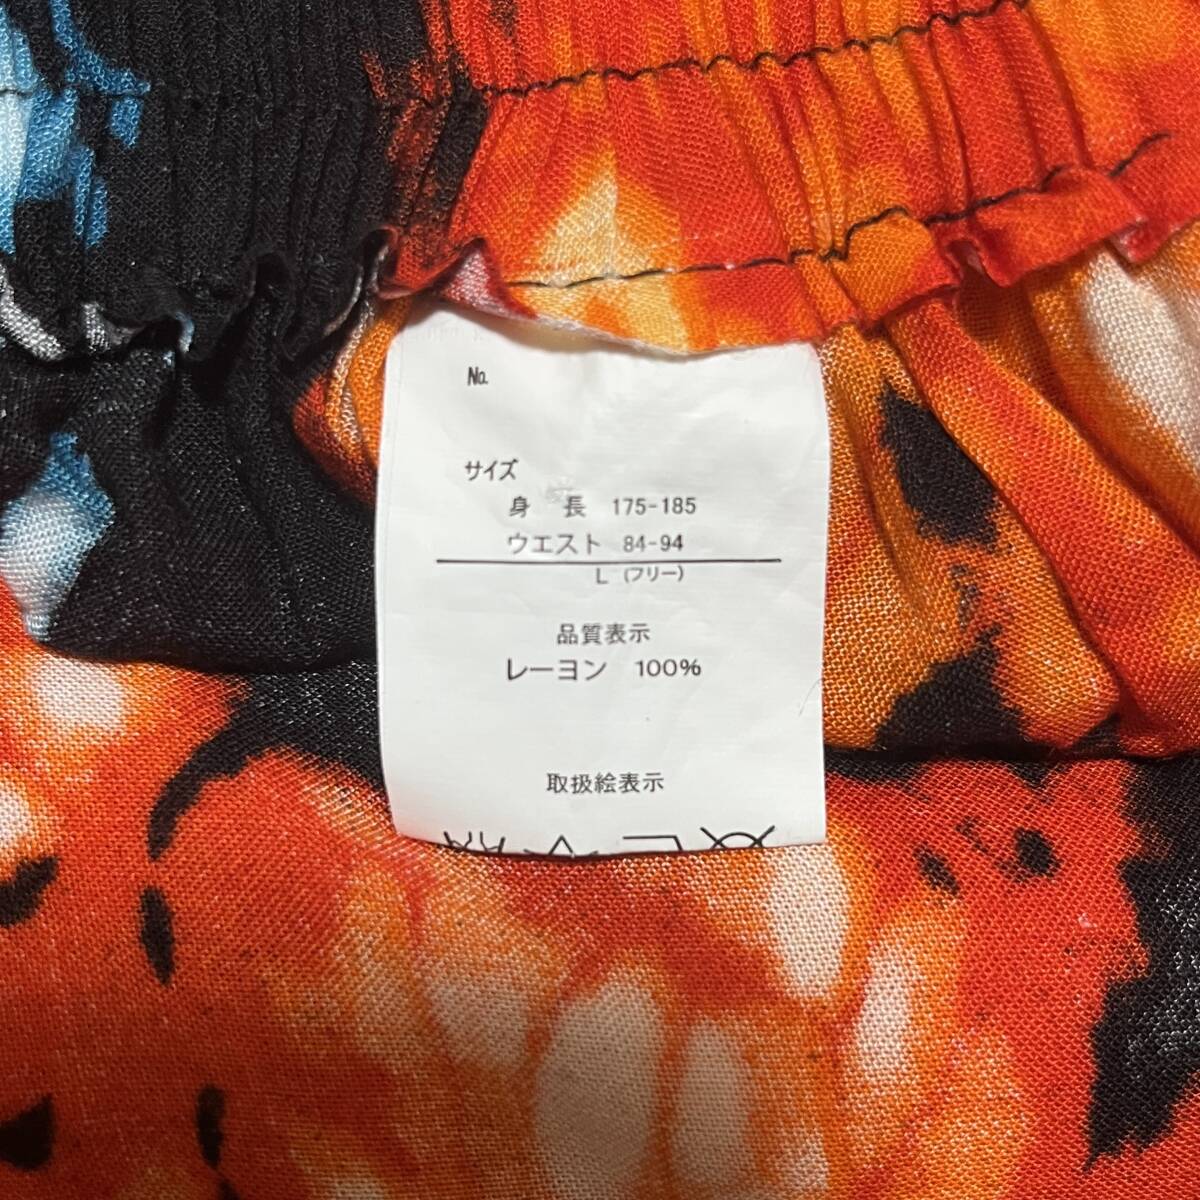 No.
サイズ
身 長 175-185
ウエスト 84-94
L (フリー)
品質表示
レーヨン 100%
取扱絵表示